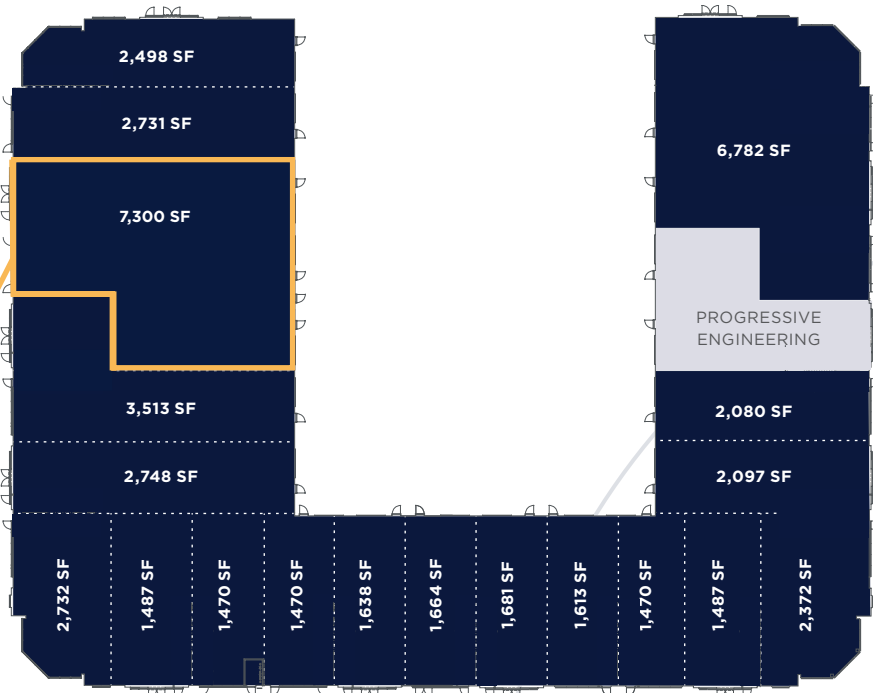 2,498 SF
2,731 SF
7,300 SF
3,513 SF
2,748 SF
6,782 SF
PROGRESSIVE
ENGINEERING
2,080 SF
2,097 SF
2,732 SF
1,487 SF
1,470 SF
1,470 SF
1,638 SF
1,664 SF
1,681 SF
1,613 SF
1,470 SF
1,487 SF
2,372 SF